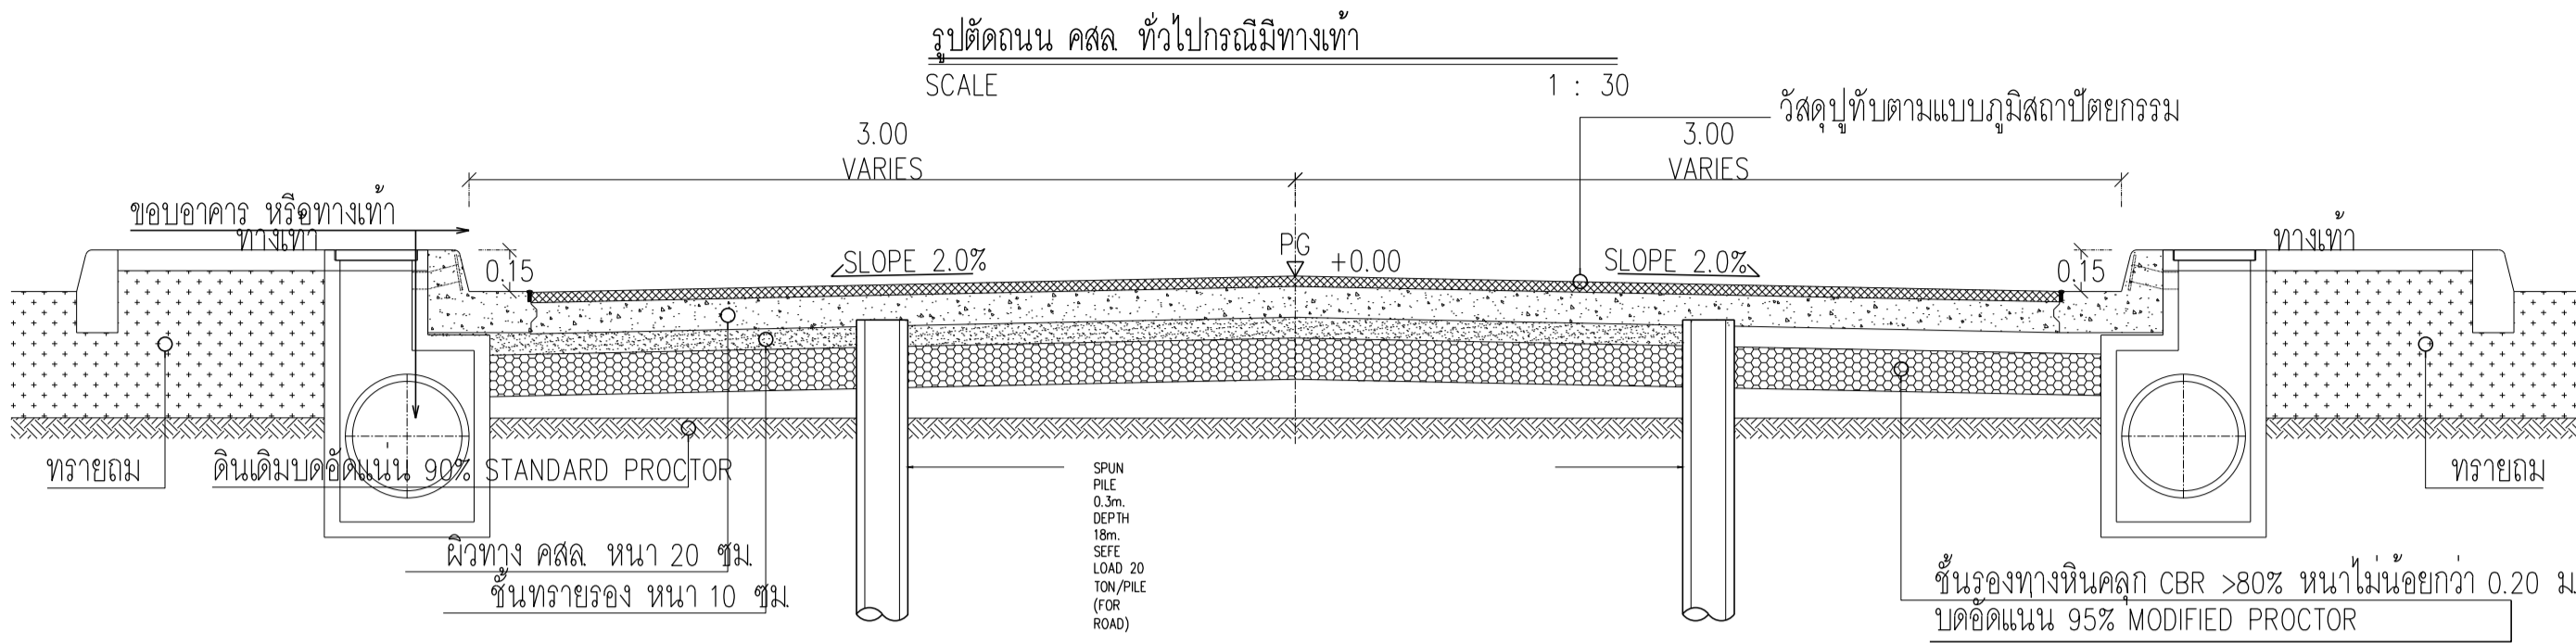 รูปตัดถนน คสล. ทั่วไปกรณีมีทางเท้า
SCALE 1 : 30
วัสดุปูทับตามแบบภูมิสถาปัตยกรรม
3.00
VARIES
3.00
VARIES
ขอบอาคาร หรือทางเท้า
ทางเท้า
ทางเท้า
0.15
SLOPE 2.0%
PG
+0.00
SLOPE 2.0%
0.15
ทรายถม
ดินเดิมบดอัดแน่น 90% STANDARD PROCTOR
ทรายถม
SPUN
PILE
0.3m.
DEPTH
18m.
SEFE
LOAD 20
TON/PILE
(FOR
ROAD)
ผิวทาง คสล. หนา 20 ซม.
ชั้นทรายรอง หนา 10 ซม.
ชั้นรองทางหินคลุก CBR >80% หนาไม่น้อยกว่า 0.20 ม.
บดอัดแนน 95% MODIFIED PROCTOR